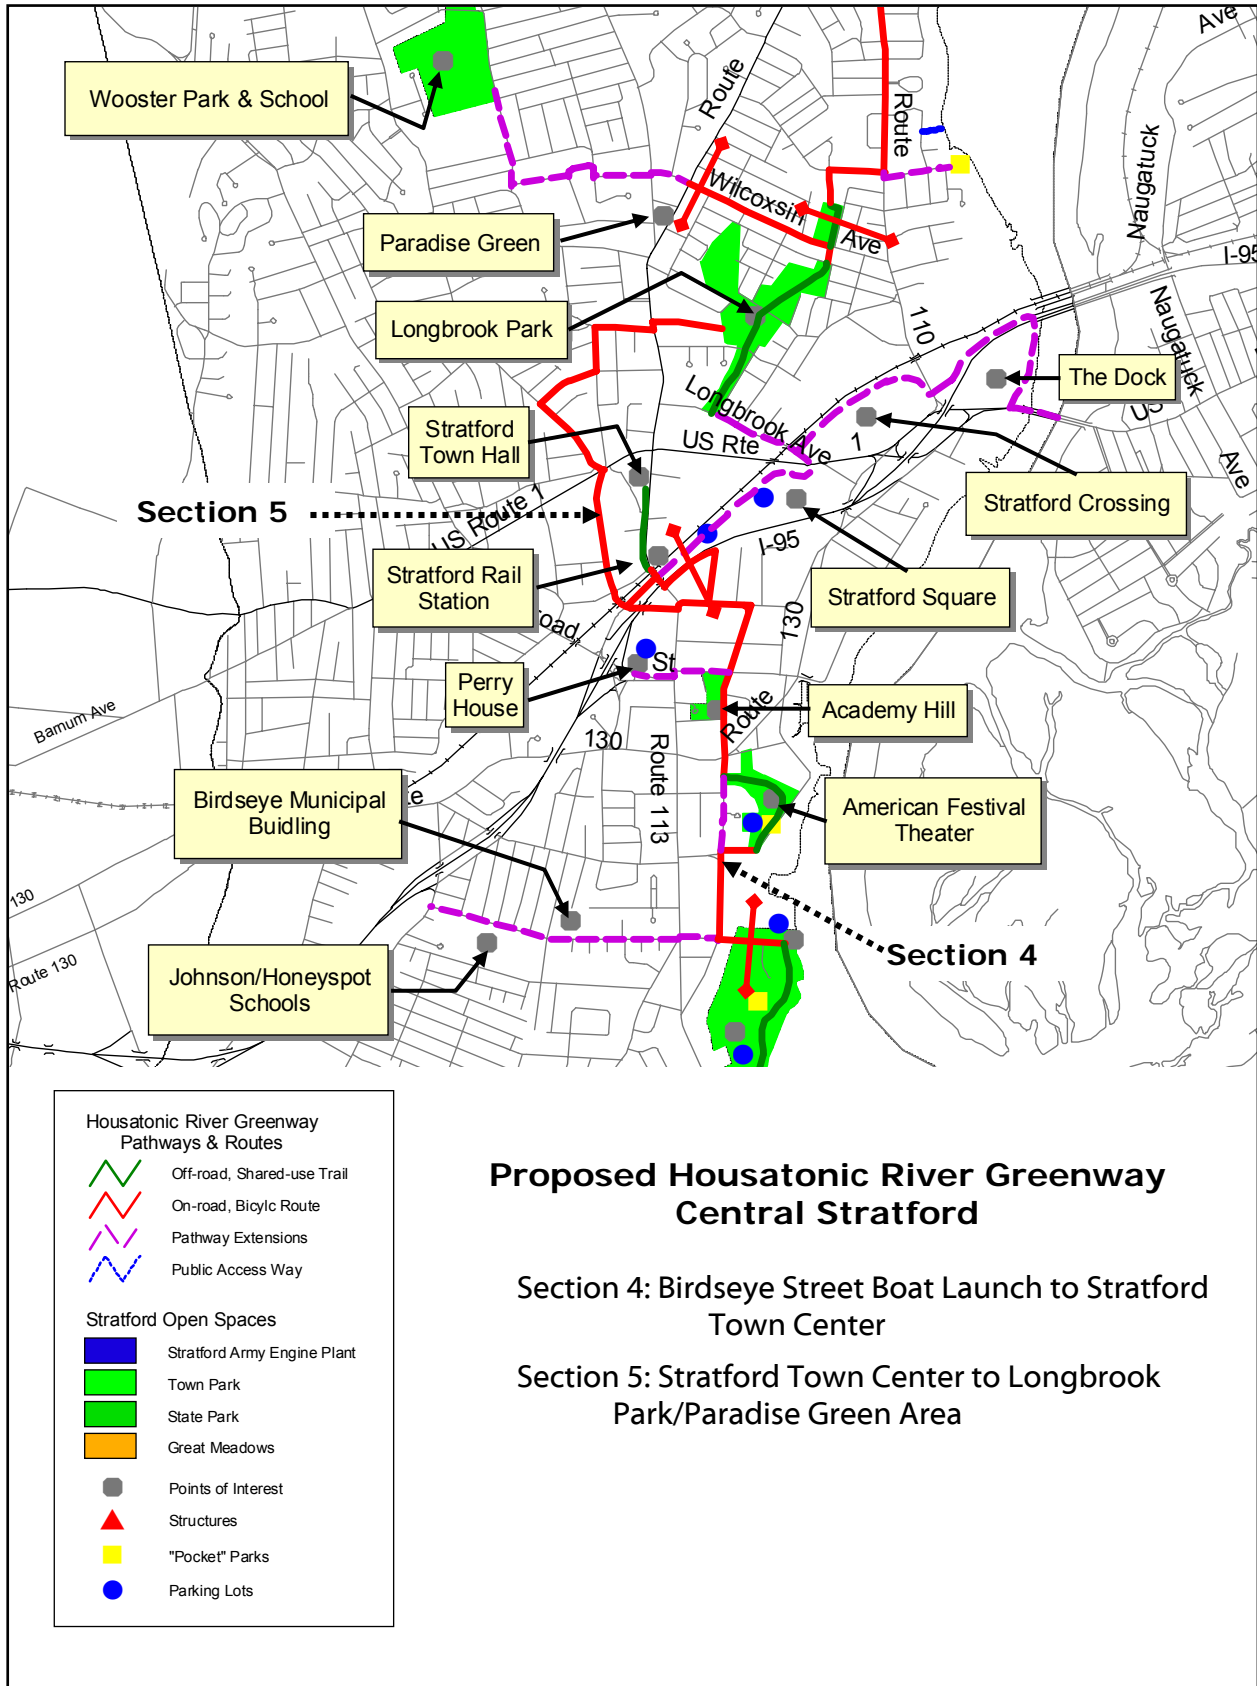 Ave
Wooster Park & School
Route
Route
Naugatuck
Wilcoxsin
Ave
Paradise Green
Longbrook Park
I-95
110
Naugatuck
The Dock
US
Longbrook Ave
US Rte
1
Stratford
Town Hall
Ave
Stratford Crossing
Section 5
US Route 1
I-95
Stratford Rail
Station
Stratford Square
oad
130
St
Perry
House
Academy Hill
Route
Barnum Ave
130
Route 113
Birdseye Municipal
Buidling
te
American Festival
Theater
130
Section 4
Route 130
Johnson/Honeyspot
Schools
Housatonic River Greenway
Pathways & Routes
Off-road, Shared-use Trail
On-road, Bicylc Route
Pathway Extensions
Public Access Way
Stratford Open Spaces
Stratford Army Engine Plant
Town Park
State Park
Great Meadows
Points of Interest
Structures
"Pocket" Parks
Parking Lots
Proposed Housatonic River Greenway
Central Stratford
Section 4: Birdseye Street Boat Launch to Stratford
Town Center
Section 5: Stratford Town Center to Longbrook
Park/Paradise Green Area